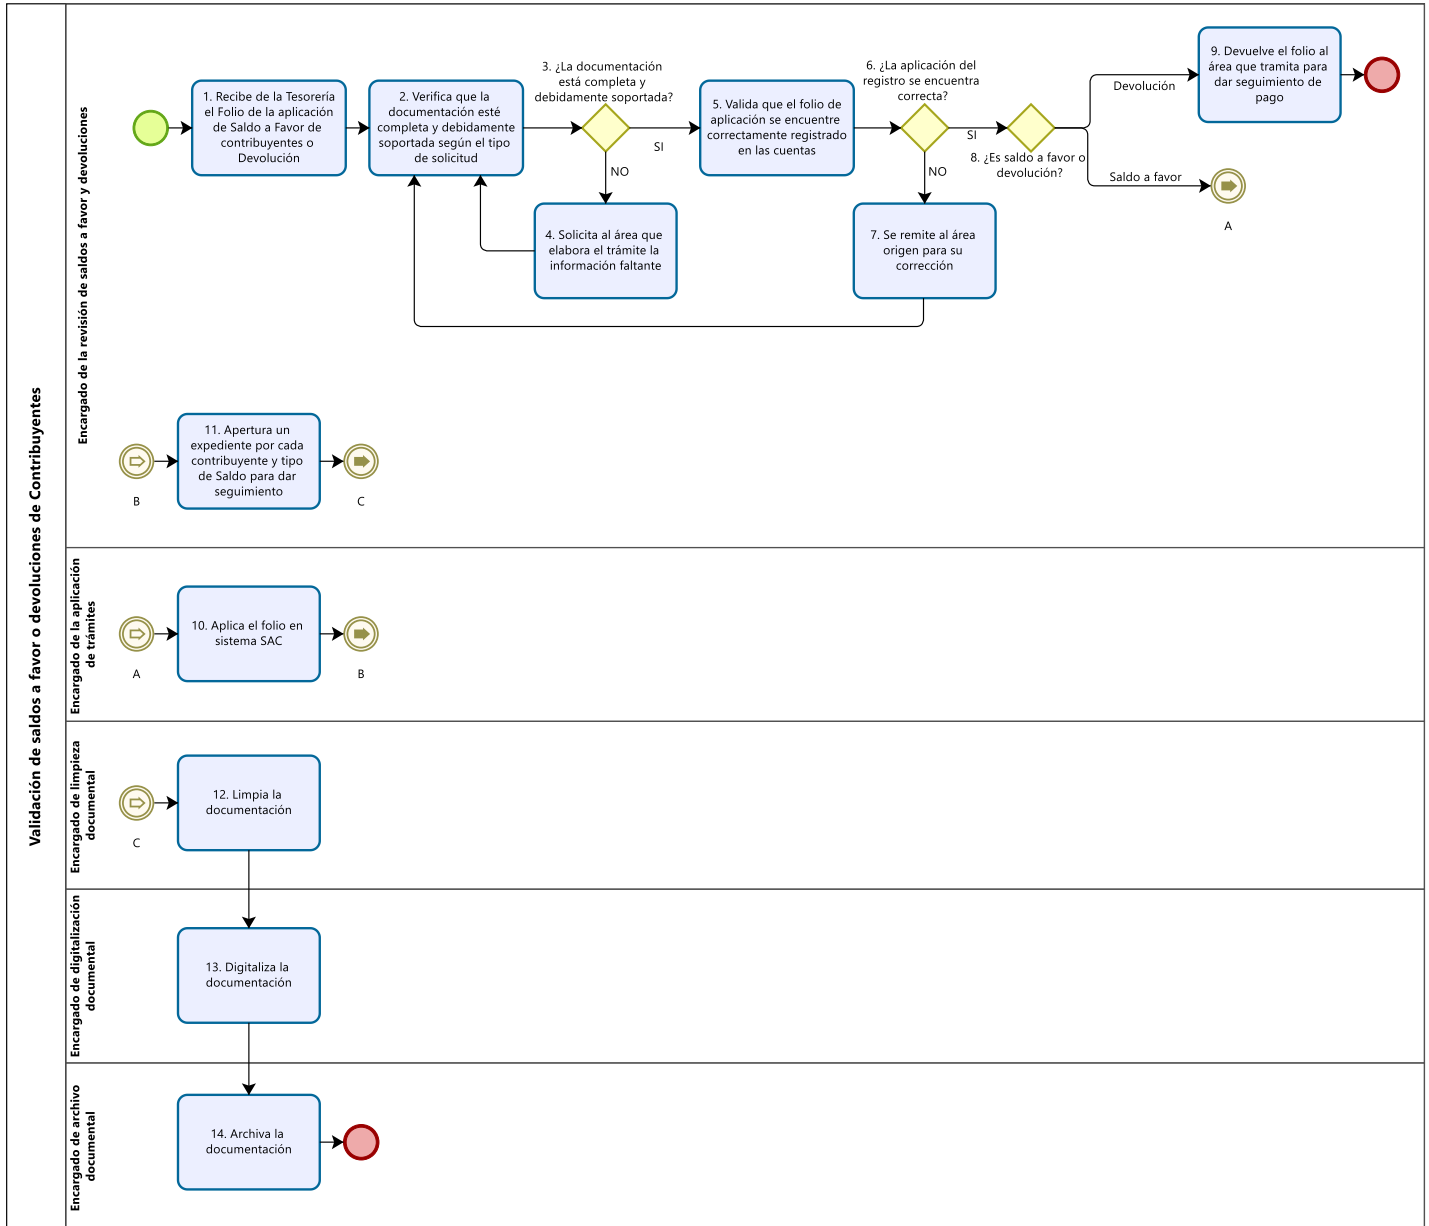 Validación de saldos a favor o devoluciones de Contribuyentes
Encargado de la revisión de saldos a favor y devoluciones
1. Recibe de la Tesorería
el Folio de la aplicación
de Saldo a Favor de
contribuyentes o
Devolución
2. Verifica que la
documentación esté
completa y debidamente
soportada según el tipo
de solicitud
3. ¿La documentación
está completa y
debidamente soportada?
SI
NO
4. Solicita al área que
elabora el trámite la
información faltante
5. Valida que el folio de
aplicación se encuentre
correctamente registrado
en las cuentas
6. ¿La aplicación del
registro se encuentra
correcta?
SI
NO
7. Se remite al área
origen para su
corrección
8. ¿Es saldo a favor o
devolución?
Devolución
Saldo a favor
9. Devuelve el folio al
área que tramita para
dar seguimiento de
pago
A
B
11. Apertura un
expediente por cada
contribuyente y tipo
de Saldo para dar
seguimiento
C
Encargado de la aplicación
de trámites
A
10. Aplica el folio en
sistema SAC
B
Encargado de limpieza
documental
C
12. Limpia la
documentación
Encargado de digitalización
documental
13. Digitaliza la
documentación
Encargado de archivo
documental
14. Archiva la
documentación